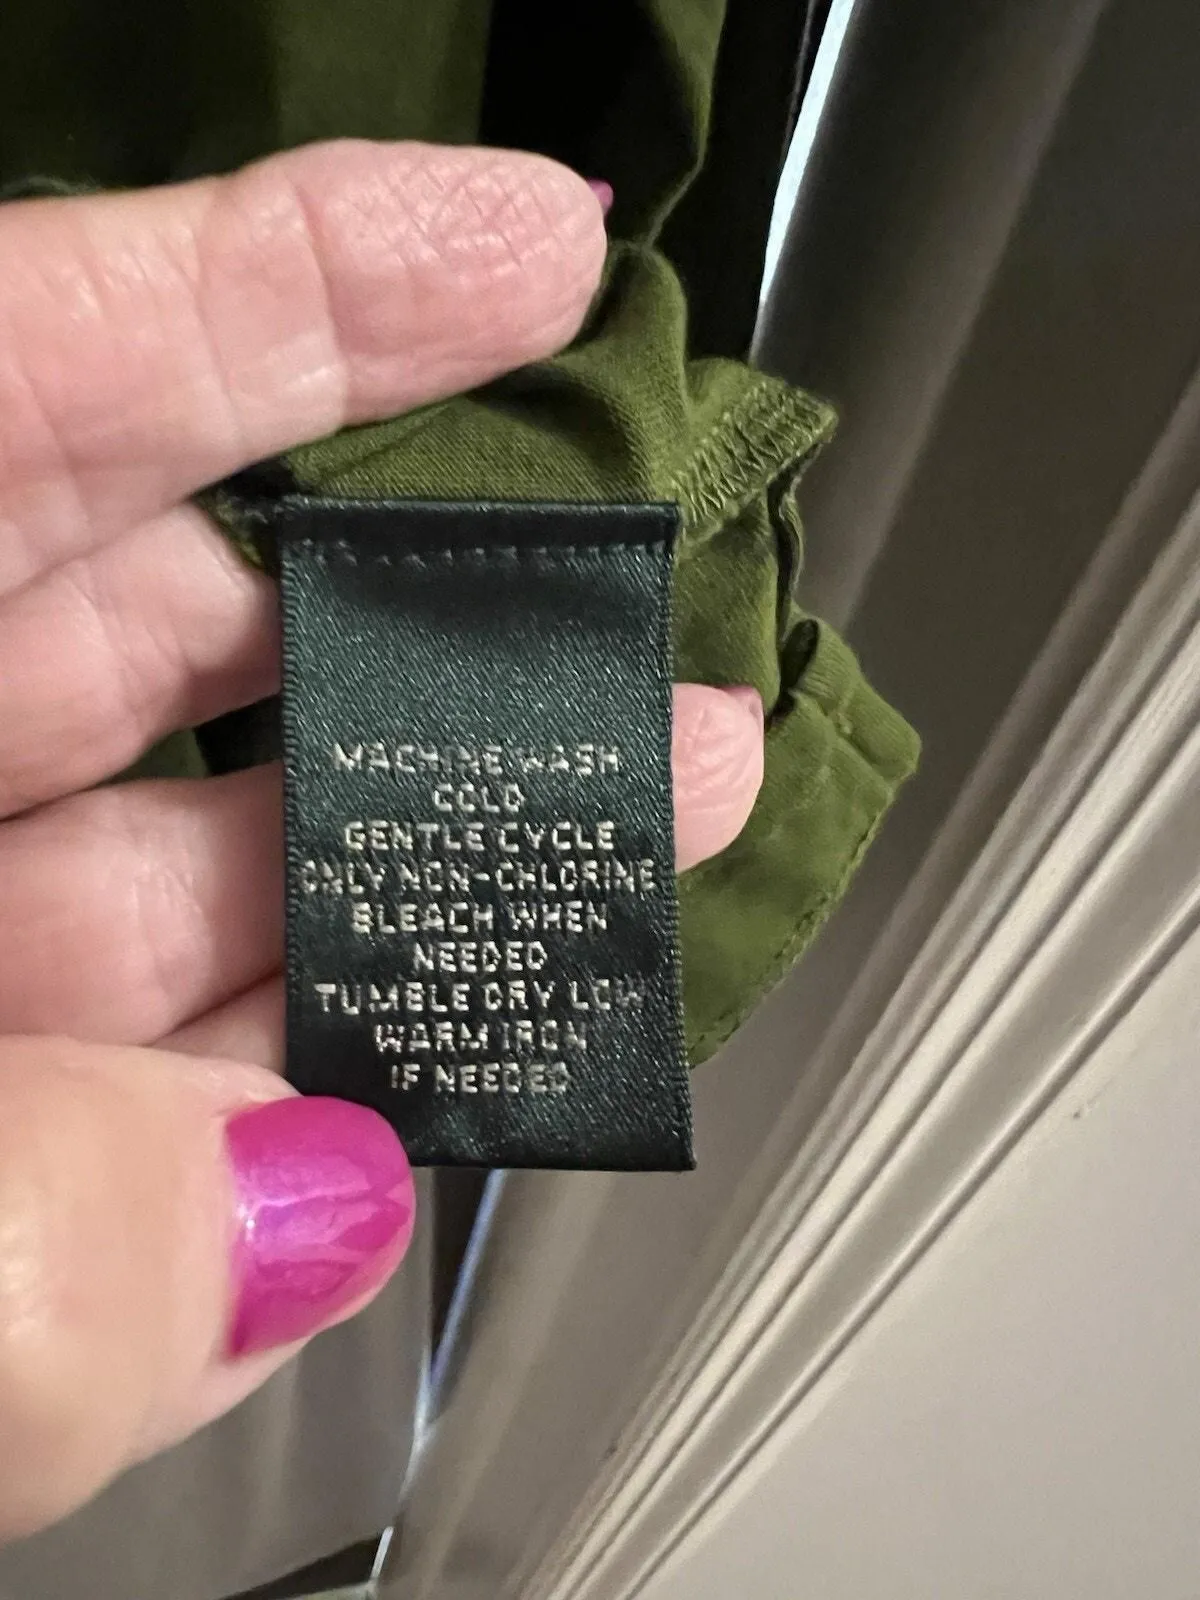 MACHINE WASH
COLD
GENTLE CYCLE
ONLY NON-CHLORINE
BLEACH WHEN
NEEDED
TUMBLE DRY LOW
WARM IRON
IF NEEDED